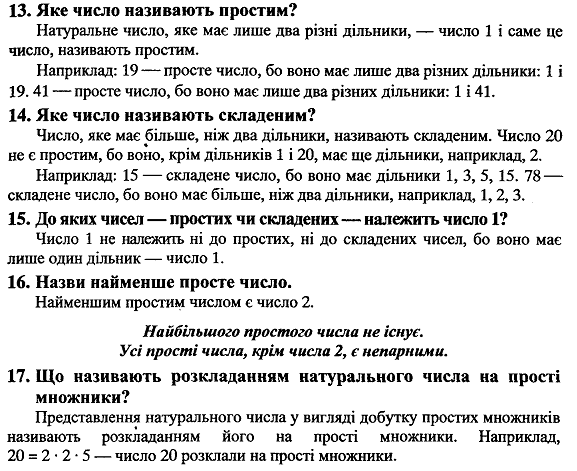 13. Яке число називають простим?
Натуральне число, яке має лише два різні дільники, — число 1 і саме це
число, називають простим.
Наприклад: 19 — просте число, бо воно має лише два різних дільники: 1 і
19. 41 — просте число, бо воно має лише два різних дільники: 1 і 41.
14. Яке число називають складеним?
Число, яке має більше, ніж два дільники, називають складеним. Число 20
не є простим, бо воно, крім дільників 1 і 20, має ще дільники, наприклад, 2.
Наприклад: 15 — складене число, бо воно має дільники 1, 3, 5, 15. 78 —
складене число, бо воно має більше, ніж два дільники, наприклад, 1, 2, 3.
15. До яких чисел — простих чи складених — належить число 1?
Число 1 не належить ні до простих, ні до складених чисел, бо воно має
лише один дільник — число 1.
16. Назви найменше просте число.
Найменшим простим числом є число 2.
Найбільшого простого числа не існує.
Усі прості числа, крім числа 2, є непарними.
17. Що називають розкладанням натурального числа на прості
множники?
Представлення натурального числа у вигляді добутку простих множників
називають розкладанням його на прості множники. Наприклад,
20 = 2 · 2 · 5 — число 20 розклали на прості множники.